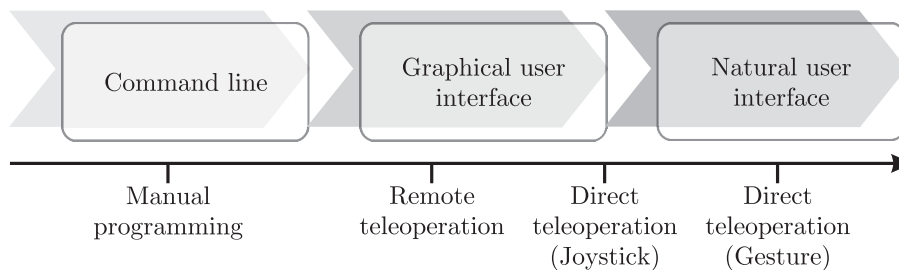 Command line
Graphical user
interface
Natural user
interface
Manual
programming
Remote
teleoperation
Direct
teleoperation
(Joystick)
Direct
teleoperation
(Gesture)